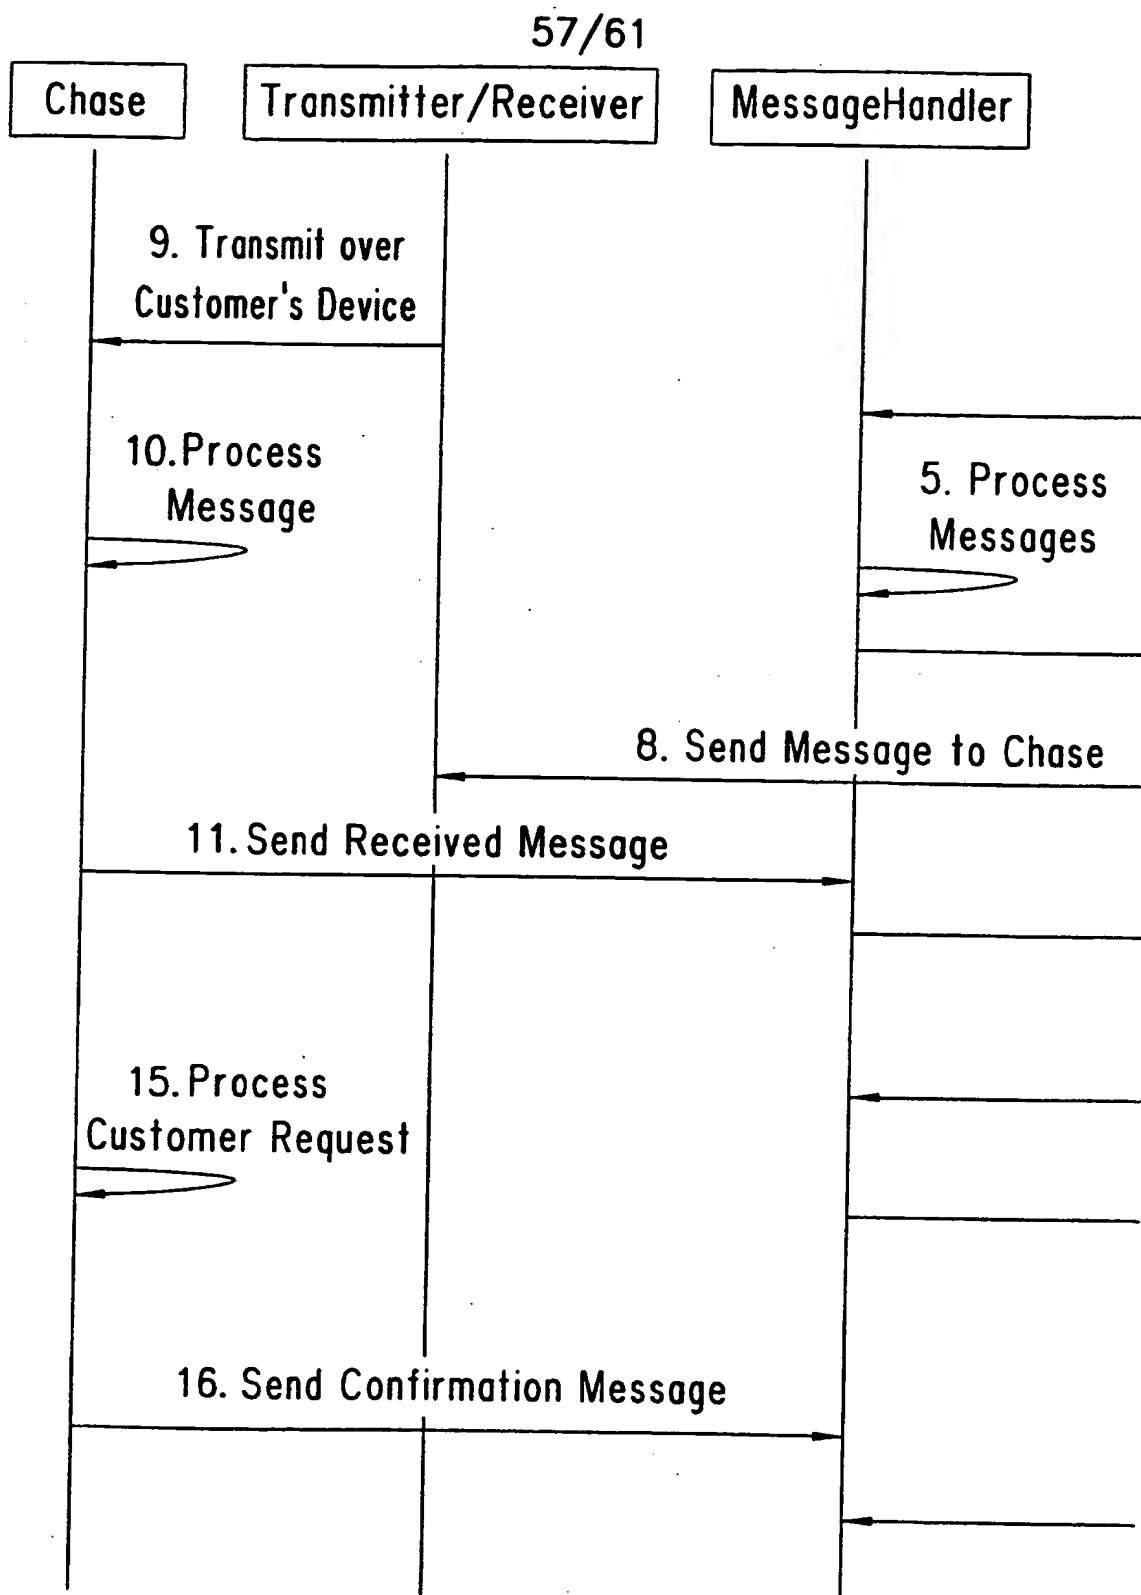 57/61
Chase
Transmitter/Receiver
MessageHandler
9. Transmit over
Customer's Device
10. Process
Message
5. Process
Messages
8. Send Message to Chase
11. Send Received Message
15. Process
Customer Request
16. Send Confirmation Message